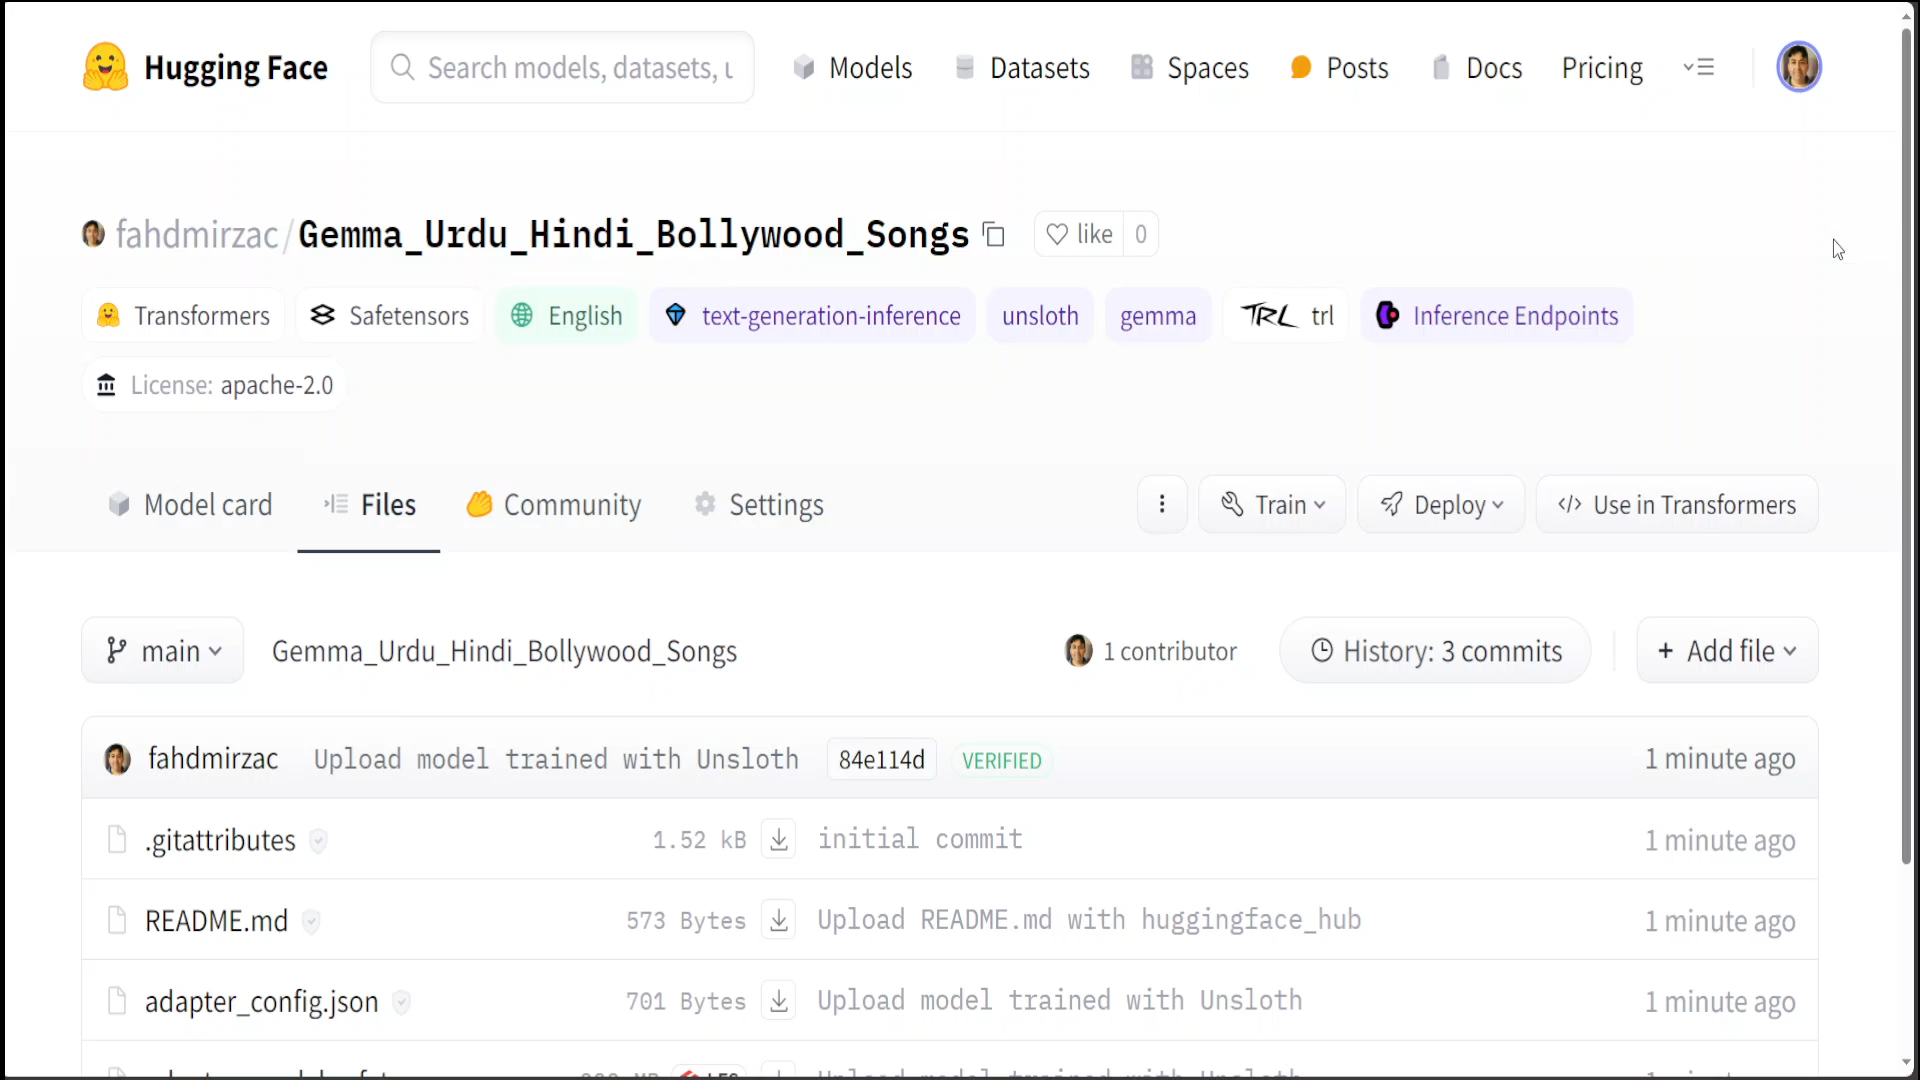 Hugging Face Search models, datasets, u Models Datasets Spaces Posts Docs Pricing
fahdmirzac/Gemma_Urdu_Hindi_Bollywood_Songs like 0
Transformers Safetensors English text-generation-inference unsloth gemma TRL trl Inference Endpoints
License: apache-2.0
Model card Files Community Settings Train Deploy </> Use in Transformers
main Gemma_Urdu_Hindi_Bollywood_Songs 1 contributor History: 3 commits + Add file
fahdmirzac Upload model trained with Unsloth 84e114d VERIFIED 1 minute ago
.gitattributes 1.52 kB initial commit 1 minute ago
README.md 573 Bytes Upload README.md with huggingface_hub 1 minute ago
adapter_config.json 701 Bytes Upload model trained with Unsloth 1 minute ago